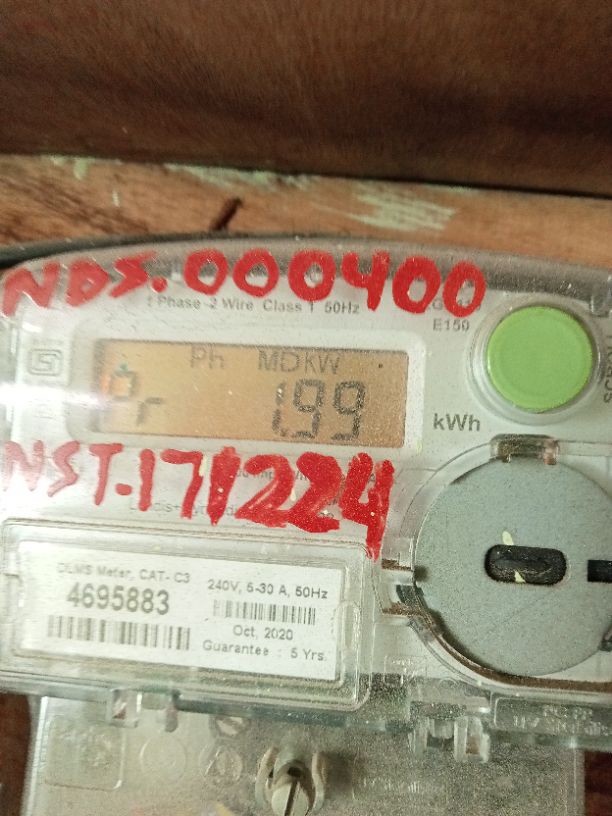 NDS.000400
1 Phase 2 Wire Class 1 50Hz
E150
Ph MDkW
Pr 1.99
kWh
NST-171224
DLMS Meter, CAT- C3
4695883
240V, 5-30 A, 50Hz
Oct, 2020
Guarantee : 5 Yrs.